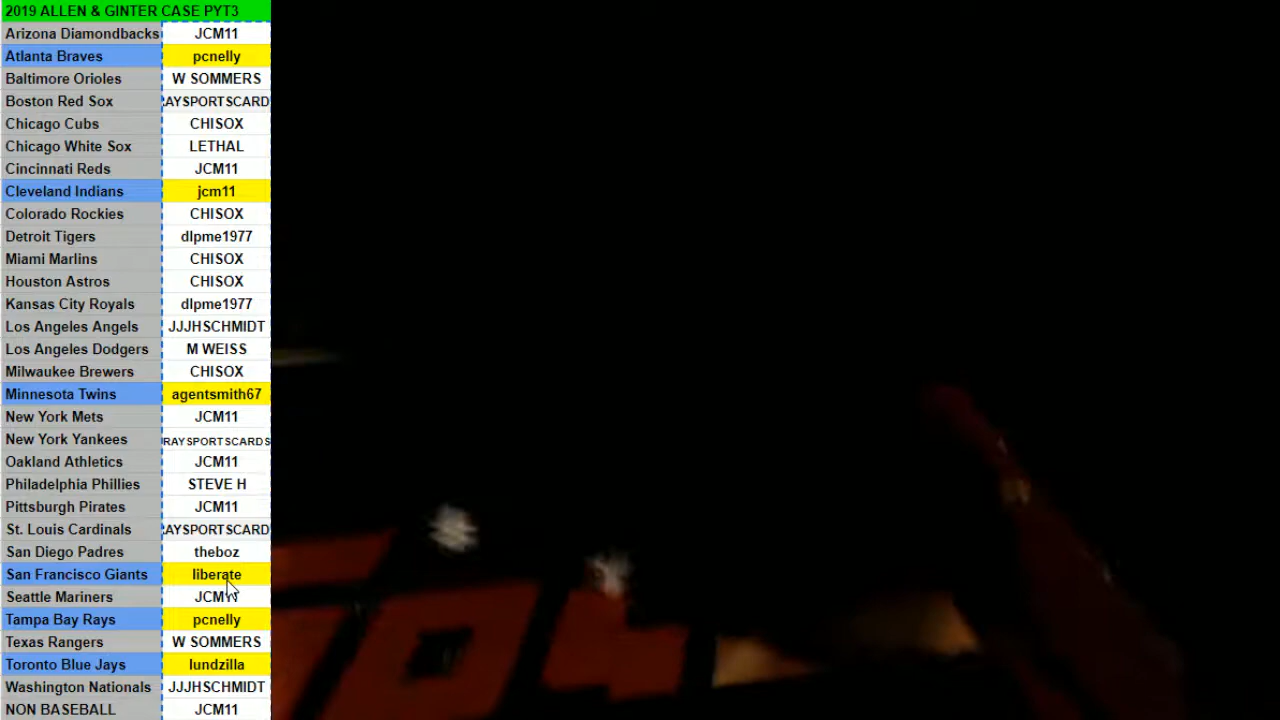 2019 ALLEN & GINTER CASE PYT3
Arizona Diamondbacks JCM11
Atlanta Braves pcnelly
Baltimore Orioles W SOMMERS
Boston Red Sox AYSPORTSCARD
Chicago Cubs CHISOX
Chicago White Sox LETHAL
Cincinnati Reds JCM11
Cleveland Indians jcm11
Colorado Rockies CHISOX
Detroit Tigers dlpme1977
Miami Marlins CHISOX
Houston Astros CHISOX
Kansas City Royals dlpme1977
Los Angeles Angels JJJHSCHMIDT
Los Angeles Dodgers M WEISS
Milwaukee Brewers CHISOX
Minnesota Twins agentsmith67
New York Mets JCM11
New York Yankees RAYSPORTSCARDS
Oakland Athletics JCM11
Philadelphia Phillies STEVE H
Pittsburgh Pirates JCM11
St. Louis Cardinals AYSPORTSCARD
San Diego Padres theboz
San Francisco Giants liberate
Seattle Mariners JCM11
Tampa Bay Rays pcnelly
Texas Rangers W SOMMERS
Toronto Blue Jays lundzilla
Washington Nationals JJJHSCHMIDT
NON BASEBALL JCM11